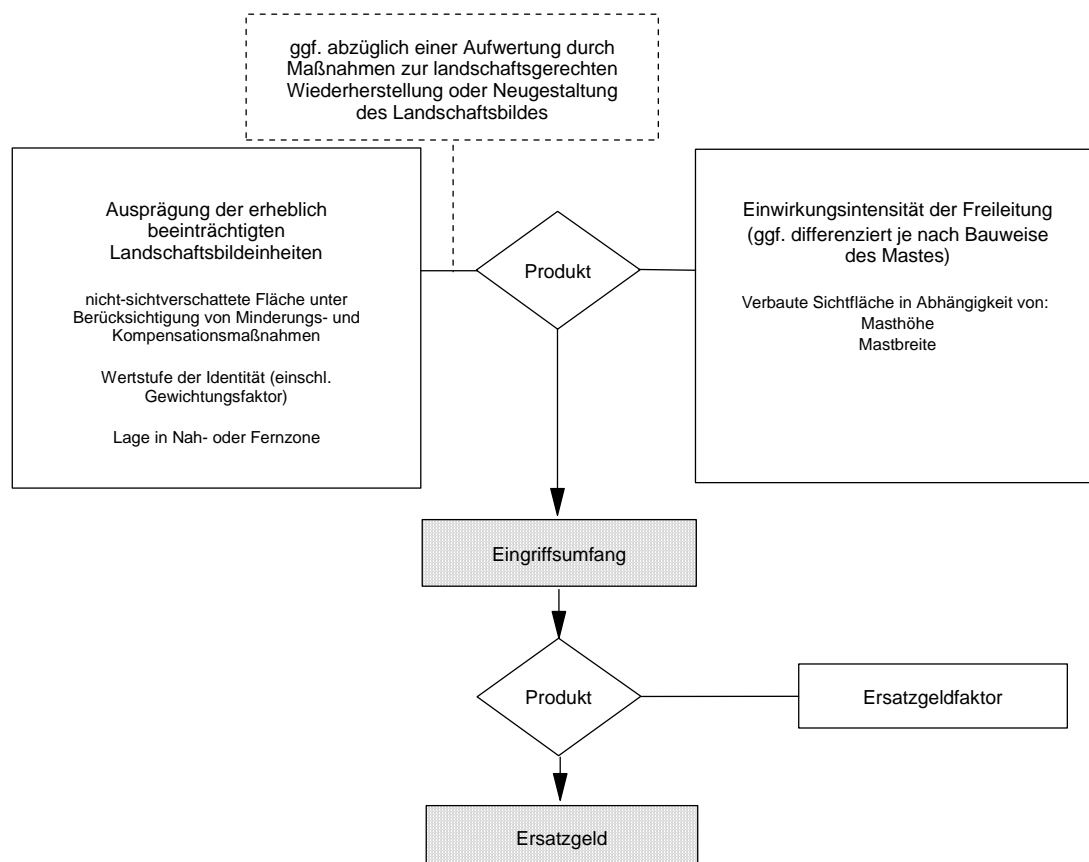 ggf. abzüglich einer Aufwertung durch
Maßnahmen zur landschaftsgerechten
Wiederherstellung oder Neugestaltung
des Landschaftsbildes
Ausprägung der erheblich
beeinträchtigten
Landschaftsbildeinheiten
nicht-sichtverschattete Fläche unter
Berücksichtigung von Minderungs- und
Kompensationsmaßnahmen
Wertstufe der Identität (einschl.
Gewichtungsfaktor)
Lage in Nah- oder Fernzone
Produkt
Einwirkungsintensität der Freileitung
(ggf. differenziert je nach Bauweise
des Mastes)
Verbaute Sichtfläche in Abhängigkeit von:
Masthöhe
Mastbreite
Eingriffsumfang
Produkt
Ersatzgeldfaktor
Ersatzgeld